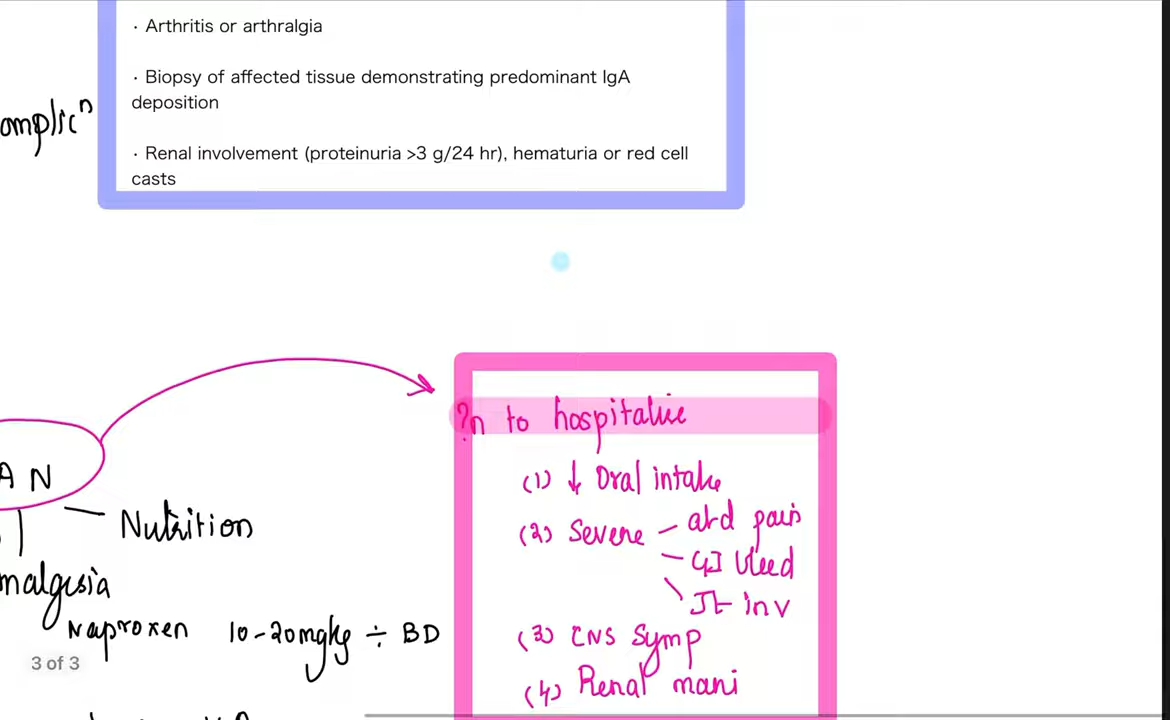 · Arthritis or arthralgia
· Biopsy of affected tissue demonstrating predominant IgA
deposition
omplicⁿ
· Renal involvement (proteinuria >3 g/24 hr), hematuria or red cell
casts
?n to hospitalise
(1) ↓ Oral intake
A N
Nutrition
(2) Severe – abd pain
– GI bleed
\ Jt inv
nalgesia
Naproxen 10-20mg/kg ÷ BD
(3) CNS Symp
3 of 3
(4) Renal mani